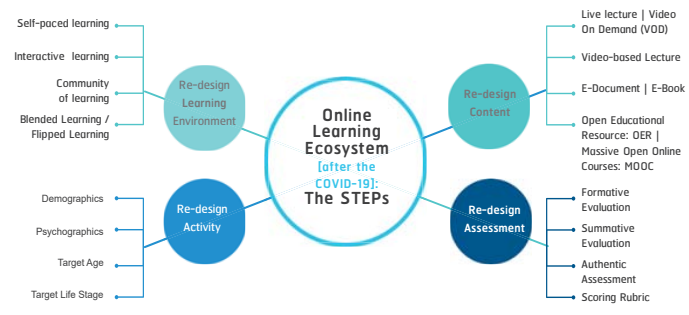 Self-paced learning
Interactive learning
Community
of learning
Blended Learning /
Flipped Learning
Re-design
Learning
Environment
Demographics
Psychographics
Target Age
Target Life Stage
Re-design
Activity
Online
Learning
Ecosystem
[after the
COVID-19]:
The STEPs
Re-design
Content
Live lecture | Video
On Demand (VOD)
Video-based Lecture
E-Document | E-Book
Open Educational
Resource: OER |
Massive Open Online
Courses: MOOC
Re-design
Assessment
Formative
Evaluation
Summative
Evaluation
Authentic
Assessment
Scoring Rubric